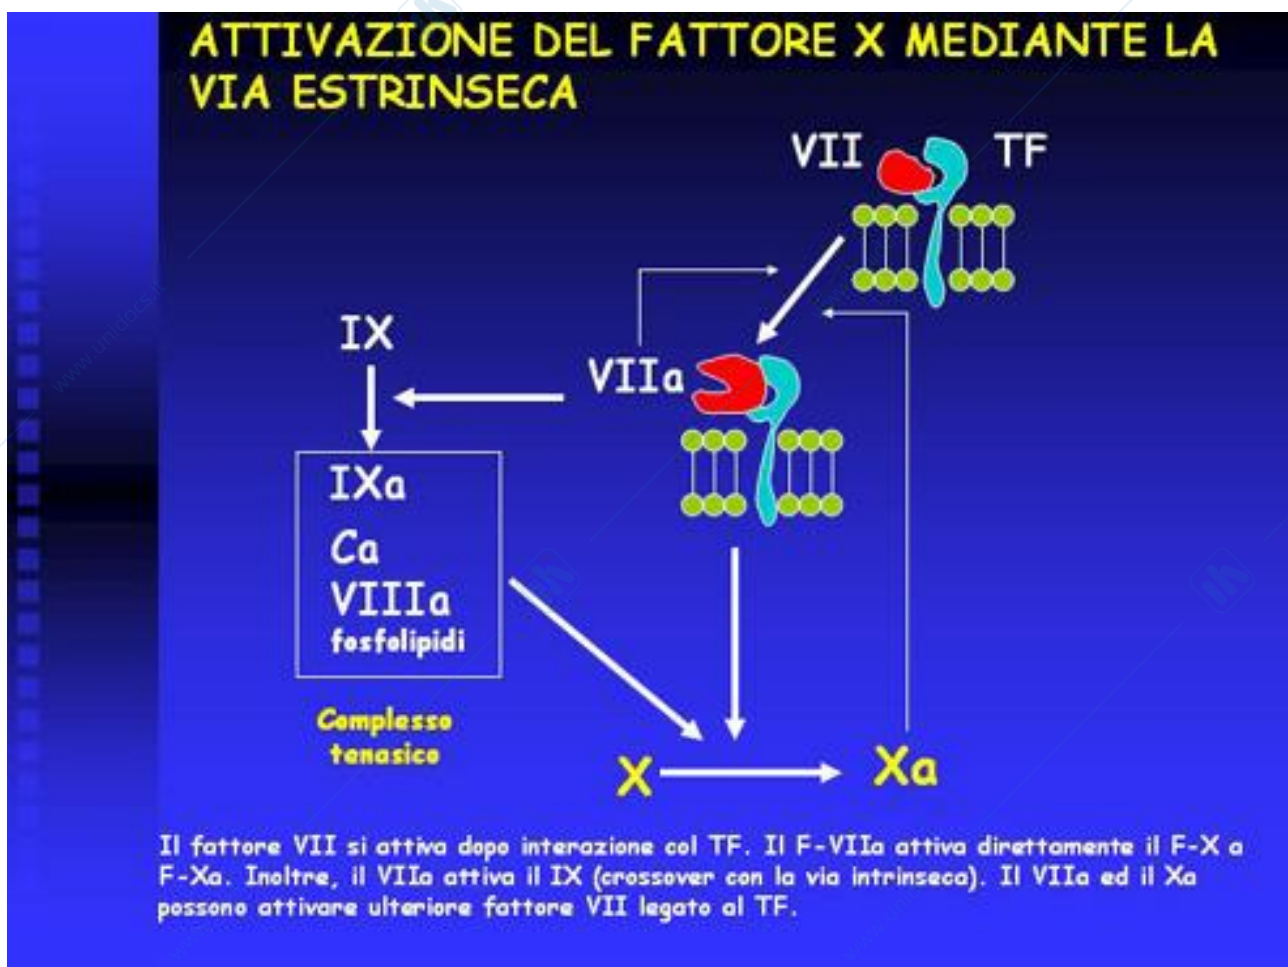 ATTIVAZIONE DEL FATTORE X MEDIANTE LA
VIA ESTRINSECA
VII TF
IX
VIIa
IXa
Ca
VIIIa
fosfolipidi
Complesso
tenasico
X Xa
Il fattore VII si attiva dopo interazione col TF. Il F-VIIa attiva direttamente il F-X a
F-Xa. Inoltre, il VIIa attiva il IX (crossover con la via intrinseca). Il VIIa ed il Xa
possono attivare ulteriore fattore VII legato al TF.